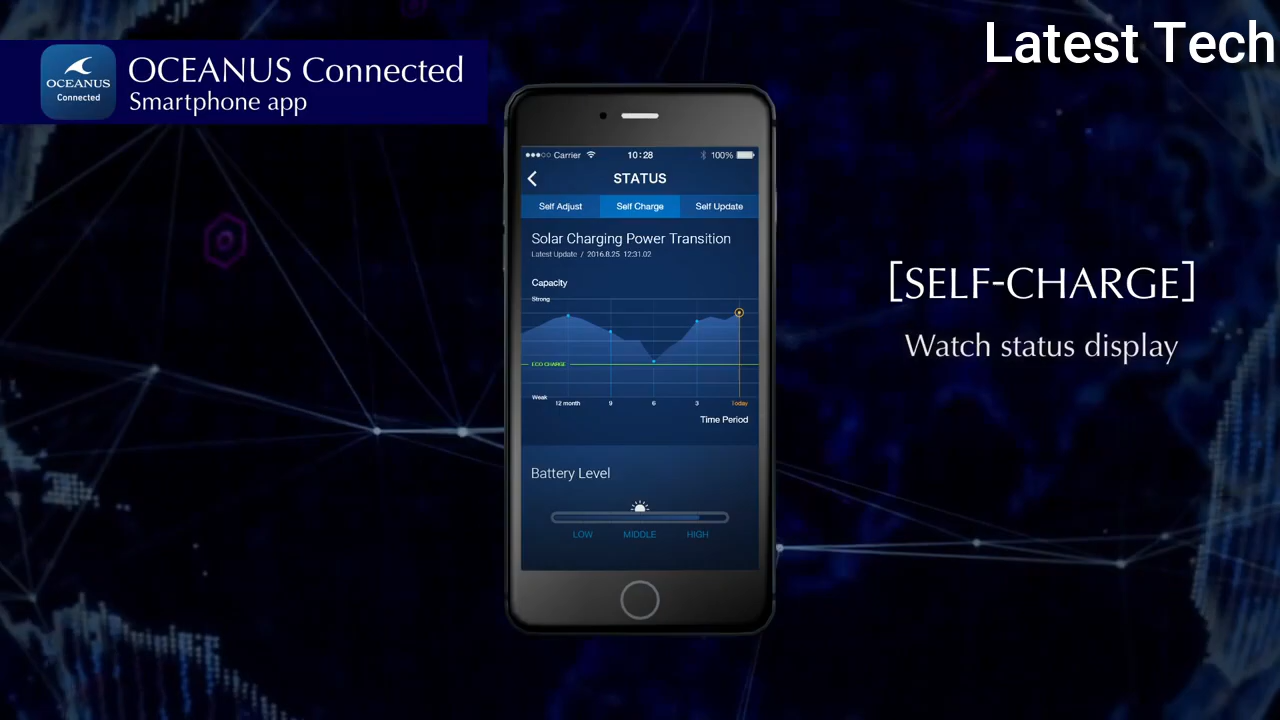 Latest Tech
OCEANUS
Connected
OCEANUS Connected
Smartphone app
Carrier
10:28
100%
STATUS
Self Adjust
Self Charge
Self Update
Solar Charging Power Transition
Latest Update / 2016.8.25 12:31.02
Capacity
Strong
ECO CHARGE
Weak
12 month
9
6
3
Today
Time Period
Battery Level
LOW
MIDDLE
HIGH
[SELF-CHARGE]
Watch status display